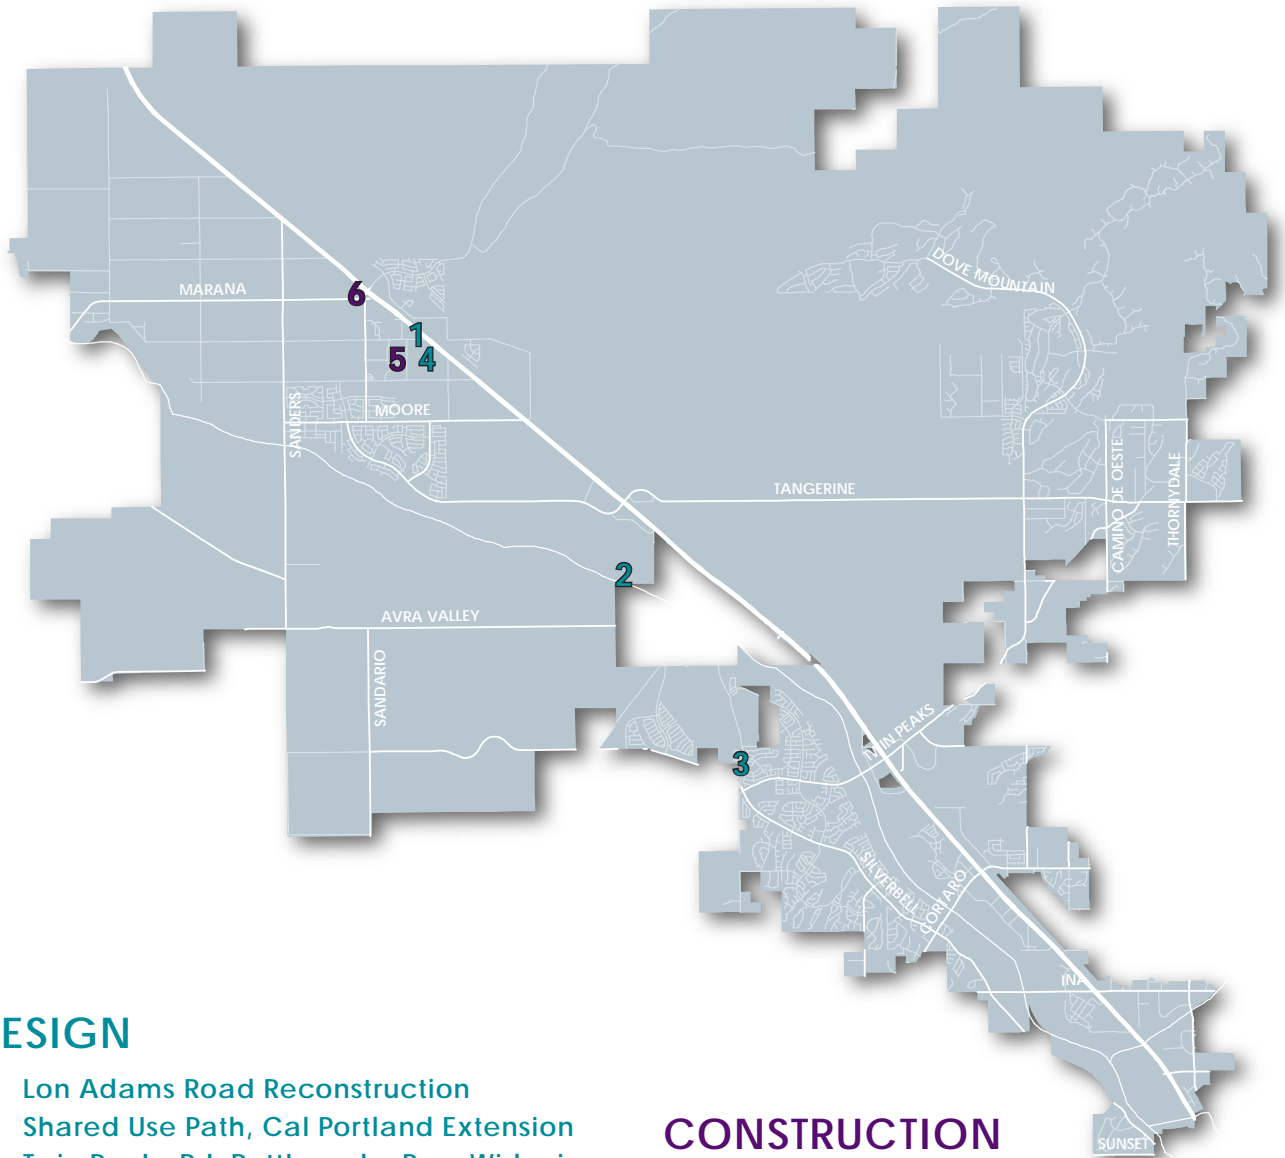 DOVE MOUNTAIN
MARANA
6
1
5
4
SANDERS
MOORE
CAMINO DE OESTE
THORNYDALE
TANGERINE
2
AVRA VALLEY
SANDARIO
TWIN PEAKS
3
SILVERBELL
CORTARO
INA
ESIGN
Lon Adams Road Reconstruction
Shared Use Path, Cal Portland Extension
CONSTRUCTION
SUNSET